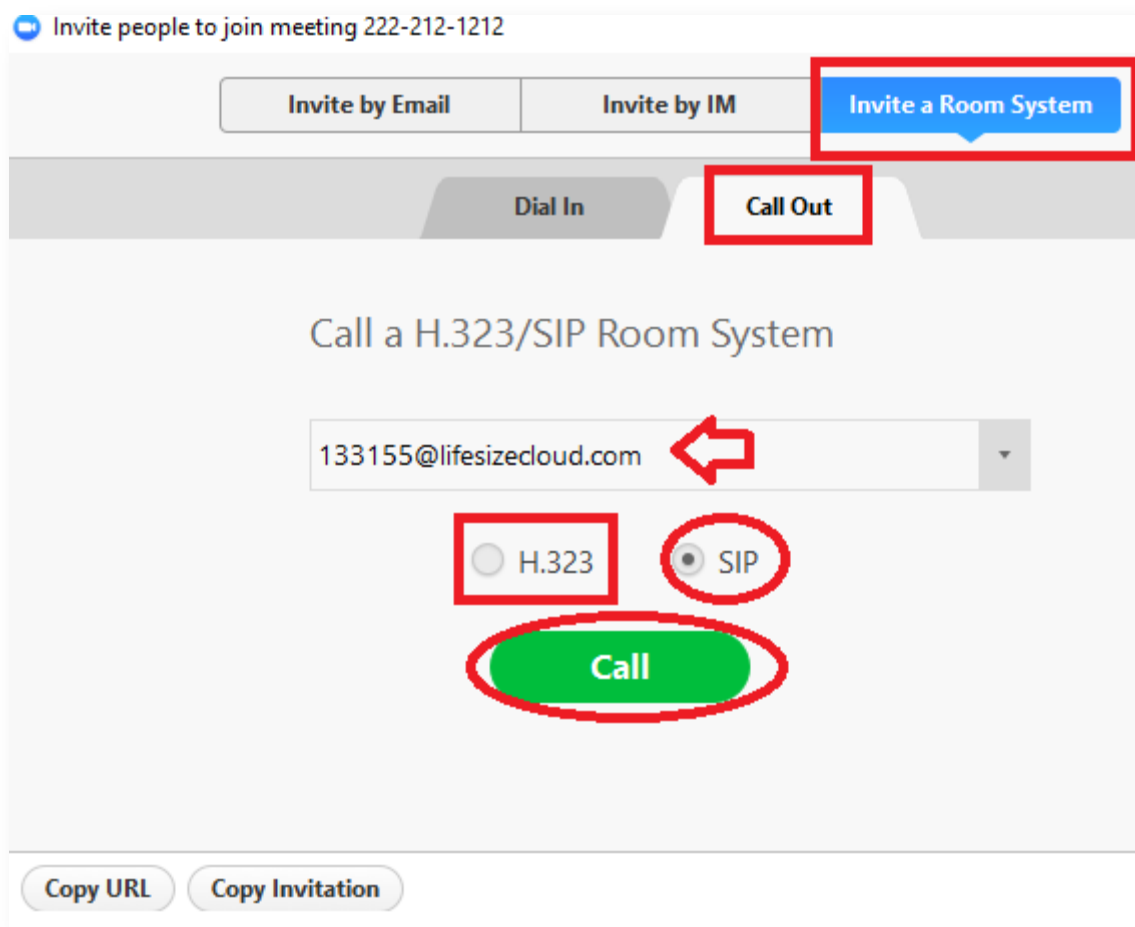 Invite people to join meeting 222-212-1212
Invite by Email Invite by IM Invite a Room System
Dial In Call Out
Call a H.323/SIP Room System
133155@lifesizecloud.com
H.323 SIP
Call
Copy URL Copy Invitation